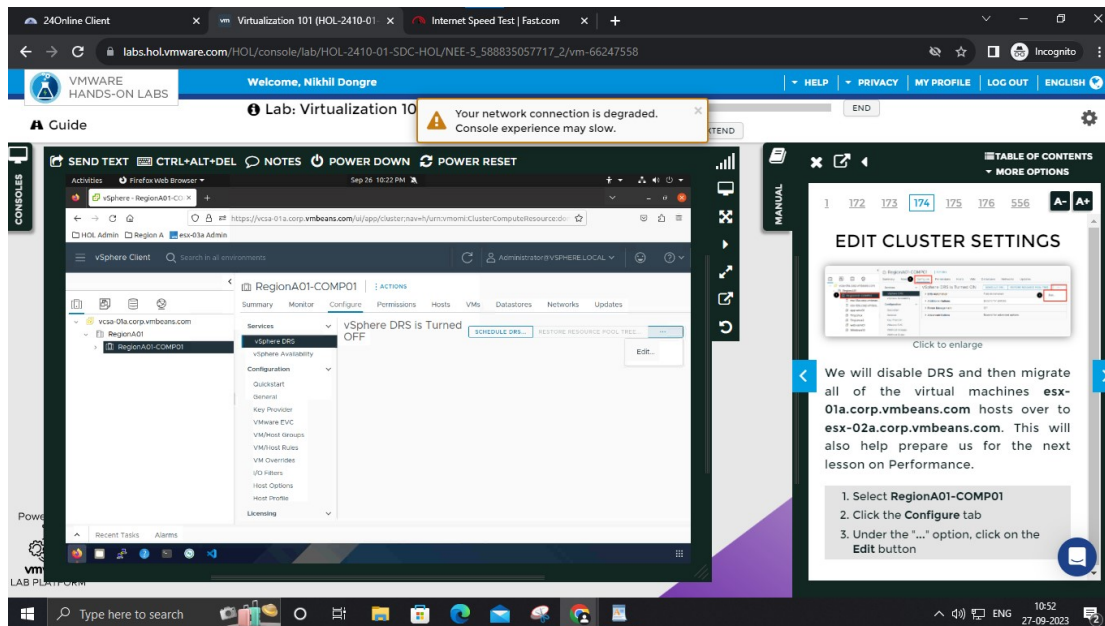 24Online Client
vm Virtualization 101 (HOL-2410-01-
Internet Speed Test | Fast.com
labs.hol.vmware.com/HOL/console/lab/HOL-2410-01-SDC-HOL/NEE-5_588835057717_2/vm-66247558
Incognito
VMWARE
HANDS-ON LABS
Welcome, Nikhil Dongre
HELP
PRIVACY
MY PROFILE
LOG OUT
ENGLISH
Guide
Lab: Virtualization 10
Your network connection is degraded.
Console experience may slow.
END
CONSOLES
SEND TEXT
CTRL+ALT+DEL
NOTES
POWER DOWN
POWER RESET
Activities
Firefox Web Browser
Sep 26 10:22 PM
vSphere - RegionA01-CO
https://vcsa-01a.corp.vmbeans.com/ui/app/cluster;nav=h/urn:vmomi:ClusterComputeResource:do
HOL Admin
Region A
esx-03a Admin
vSphere Client
Search in all environments
Administrator@VSPHERE.LOCAL
vcsa-01a.corp.vmbeans.com
RegionA01
RegionA01-COMP01
RegionA01-COMP01
ACTIONS
Summary Monitor Configure Permissions Hosts VMs Datastores Networks Updates
Services
vSphere DRS
vSphere Availability
Configuration
Quickstart
General
Key Provider
VMware EVC
VM/Host Groups
VM/Host Rules
VM Overrides
I/O Filters
Host Options
Host Profile
Licensing
vSphere DRS is Turned
OFF
SCHEDULE DRS...
RESTORE RESOURCE POOL TREE...
...
Edit...
Recent Tasks Alarms
MANUAL
TABLE OF CONTENTS
MORE OPTIONS
1 172 173 174 175 176 556
A- A+
EDIT CLUSTER SETTINGS
Click to enlarge
We will disable DRS and then migrate
all of the virtual machines esx-
01a.corp.vmbeans.com hosts over to
esx-02a.corp.vmbeans.com. This will
also help prepare us for the next
lesson on Performance.
1. Select RegionA01-COMP01
2. Click the Configure tab
3. Under the "..." option, click on the
Edit button
LAB PLATFORM
Type here to search
ENG
10:52
27-09-2023